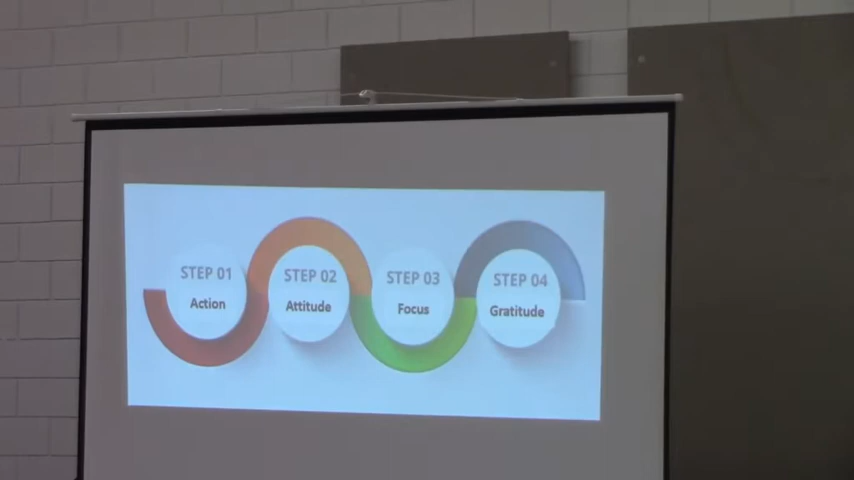 STEP 01
Action
STEP 02
Attitude
STEP 03
Focus
STEP 04
Gratitude